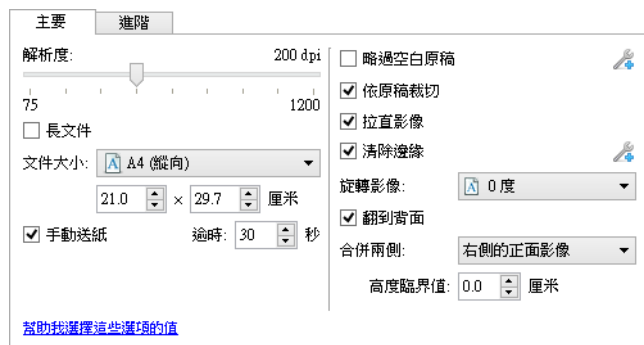 主要
進階
解析度:
200 dpi
75
1200
長文件
文件大小:
A4 (縱向)
21.0 × 29.7 厘米
手動送紙
逾時: 30 秒
幫助我選擇這些選項的值
略過空白原稿
依原稿裁切
拉直影像
清除邊緣
旋轉影像:
0 度
翻到背面
合併兩側:
右側的正面影像
高度臨界值: 0.0 厘米